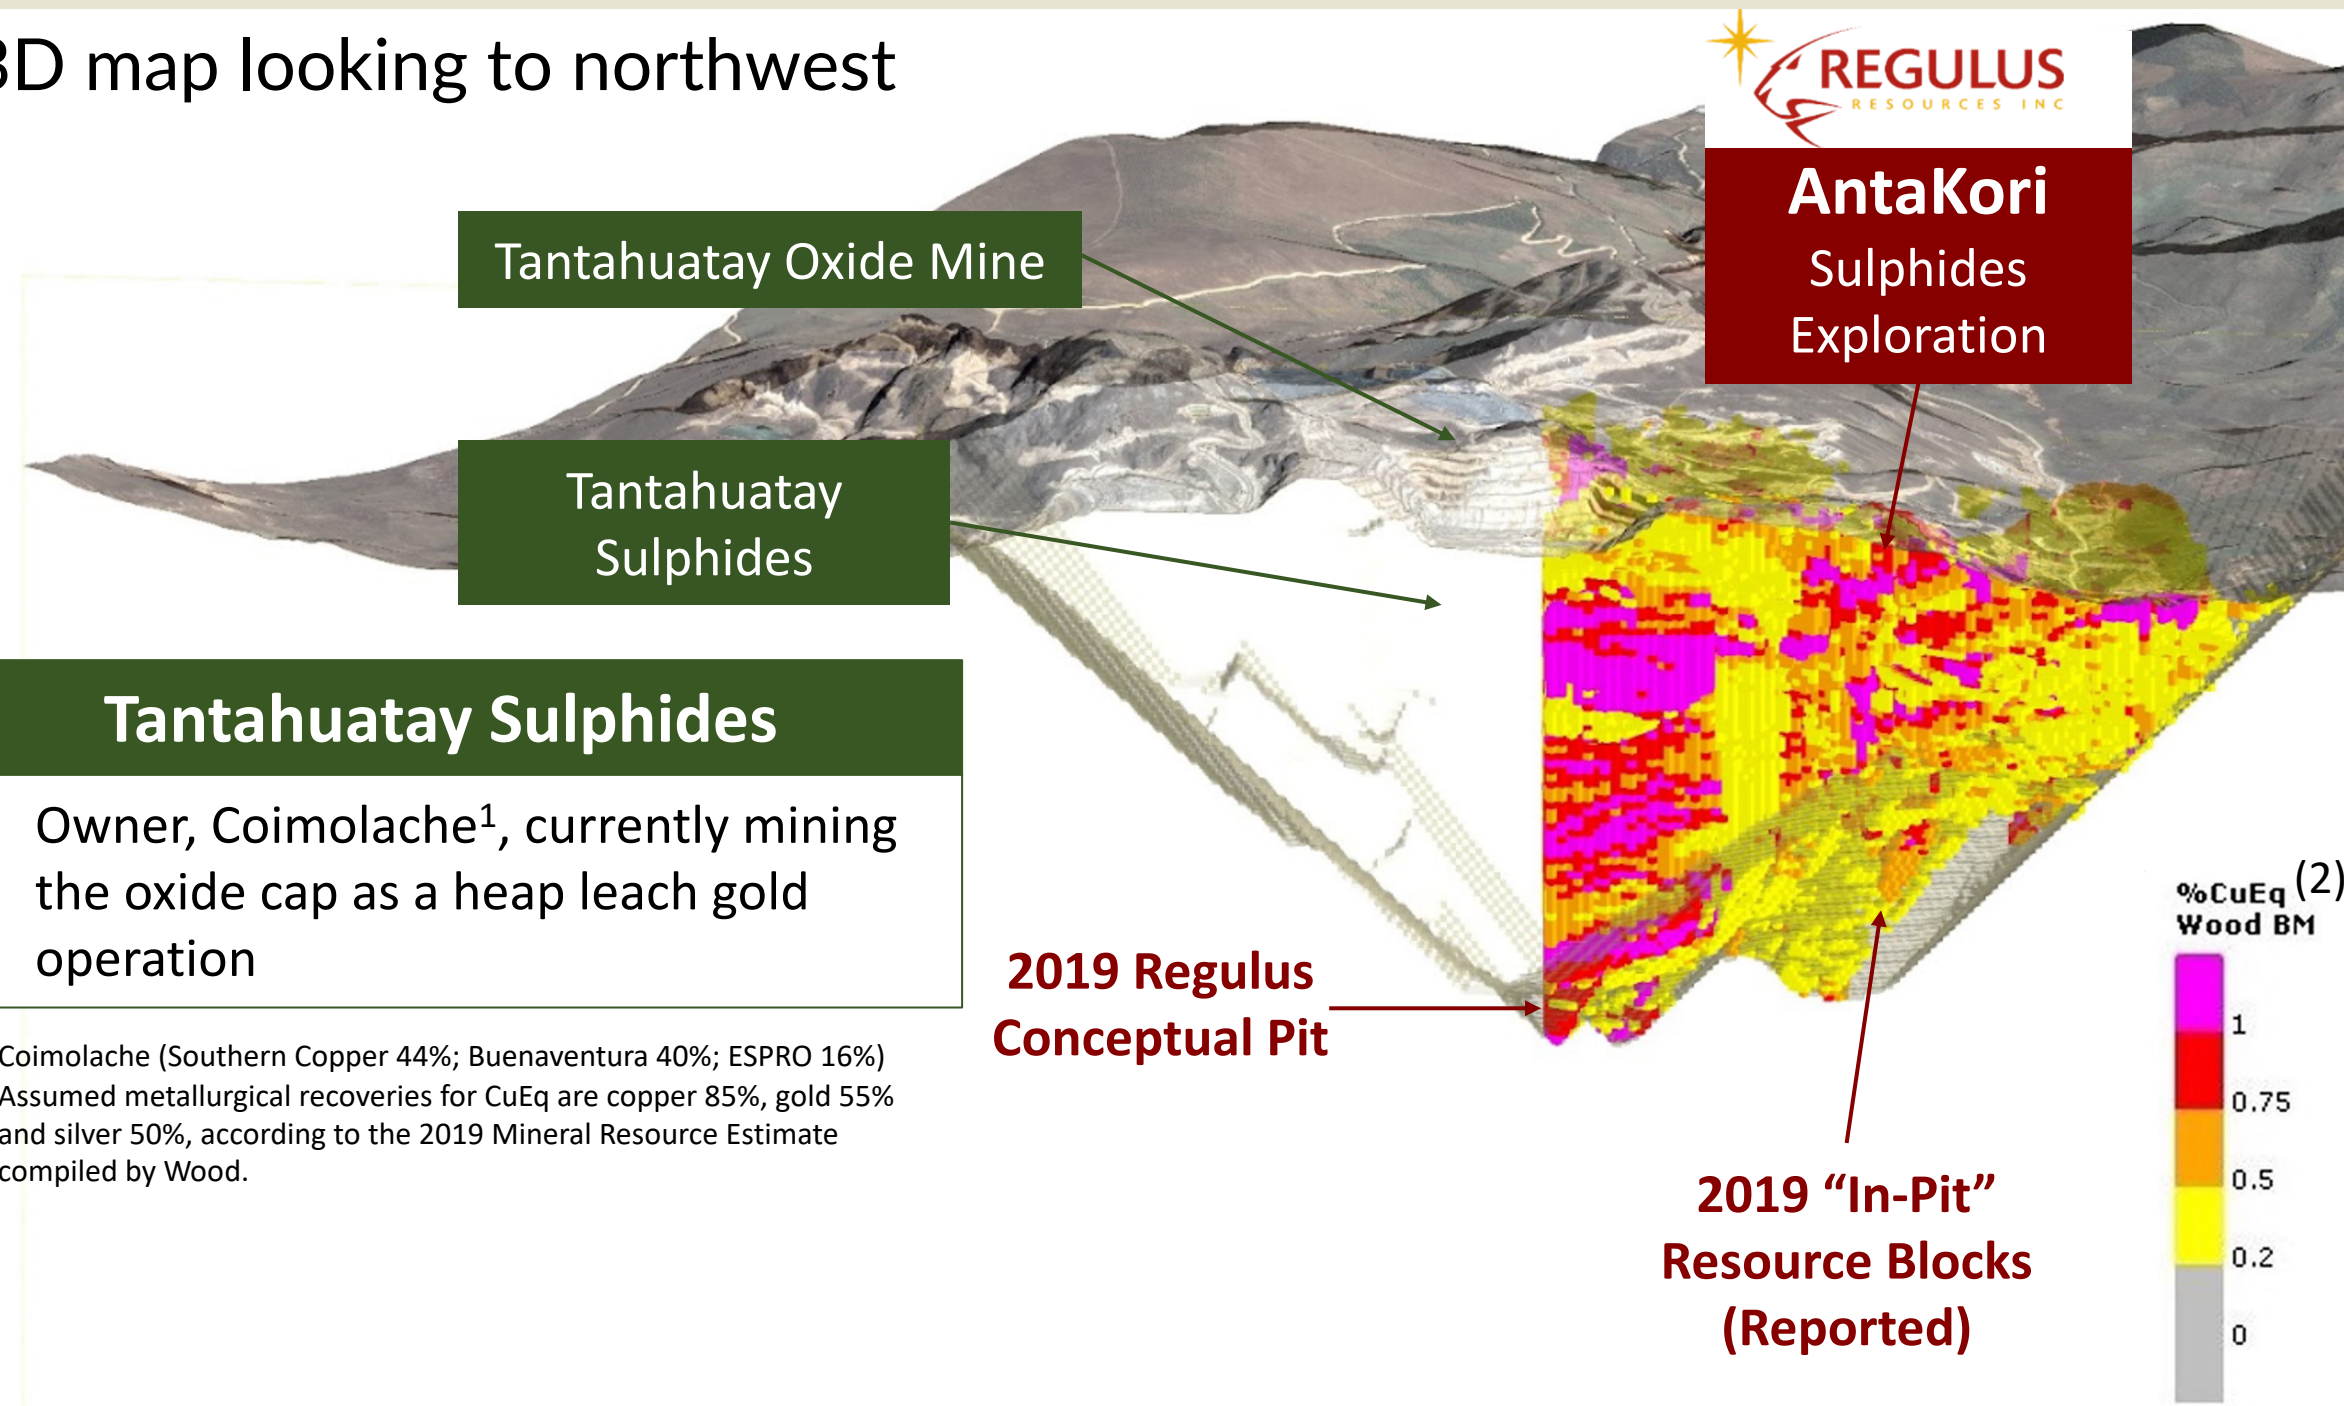 3D map looking to northwest
REGULUS
RESOURCES INC
AntaKori
Sulphides
Exploration
Tantahuatay Oxide Mine
Tantahuatay
Sulphides
Tantahuatay Sulphides
Owner, Coimolache¹, currently mining
the oxide cap as a heap leach gold
operation
Coimolache (Southern Copper 44%; Buenaventura 40%; ESPRO 16%)
Assumed metallurgical recoveries for CuEq are copper 85%, gold 55%
and silver 50%, according to the 2019 Mineral Resource Estimate
compiled by Wood.
2019 Regulus
Conceptual Pit
2019 “In-Pit”
Resource Blocks
(Reported)
%CuEq (2)
Wood BM
1
0.75
0.5
0.2
0